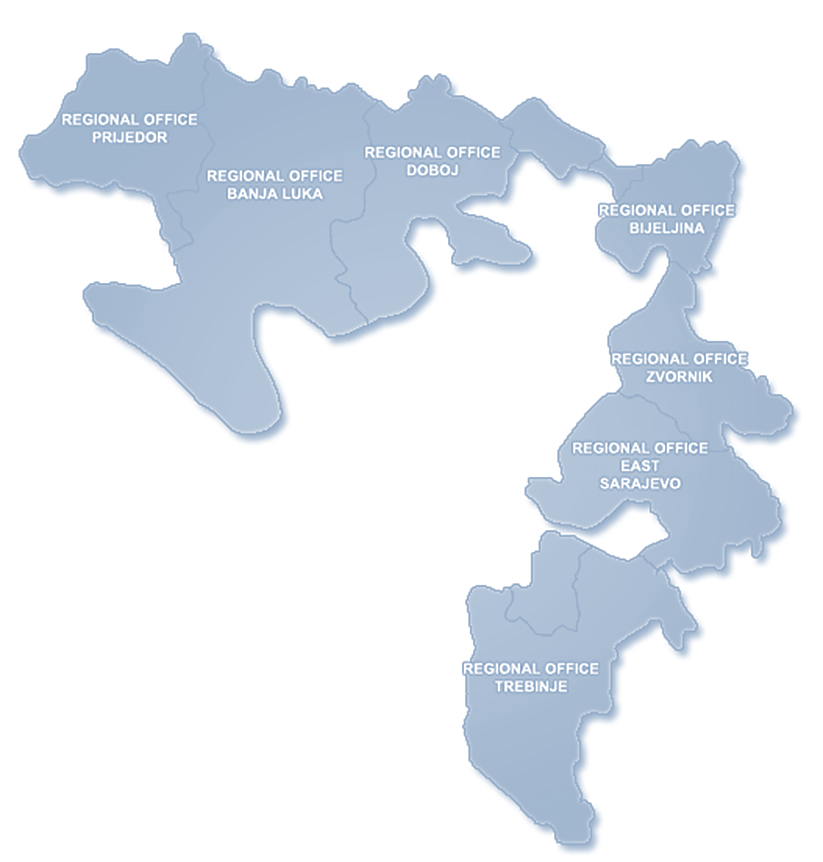 REGIONAL OFFICE
PRIJEDOR
REGIONAL OFFICE
BANJA LUKA
REGIONAL OFFICE
DOBOJ
REGIONAL OFFICE
BIJELJINA
REGIONAL OFFICE
ZVORNIK
REGIONAL OFFICE
EAST
SARAJEVO
REGIONAL OFFICE
TREBINJE